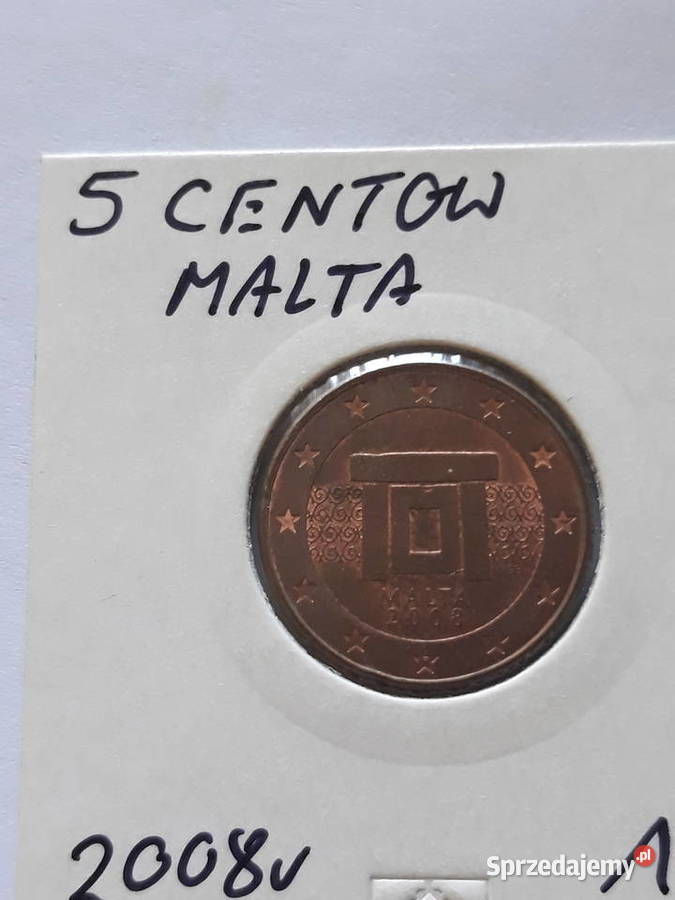 5 CENTOW
MALTA
MALTA
2008
2008r
1
Sprzedajemy.pl